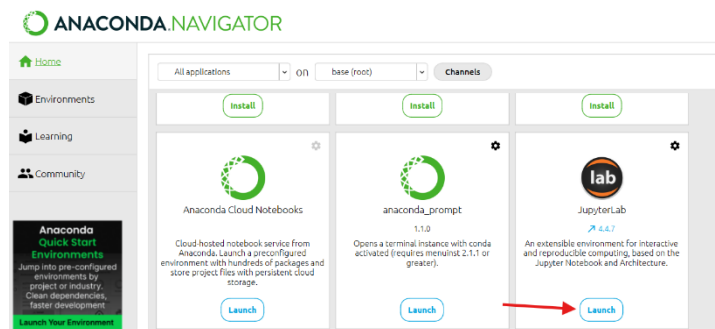 ANACONDA.NAVIGATOR
Home
Environments
Learning
Community
All applications on base (root) Channels
Install
Install
Install
Anaconda Cloud Notebooks
Cloud-hosted notebook service from
Anaconda. Launch a preconfigured
environment with hundreds of packages and
store project files with persistent cloud
storage.
Launch
anaconda_prompt
1.1.0
Opens a terminal instance with conda
activated (requires menuinst 2.1.1 or
greater).
Launch
lab
JupyterLab
4.4.7
An extensible environment for interactive
and reproducible computing, based on the
Jupyter Notebook and Architecture.
Launch
Anaconda
Quick Start
Environments
Jump into pre-configured
environments by
project or industry.
Clean dependencies,
faster development
Launch Your Environment